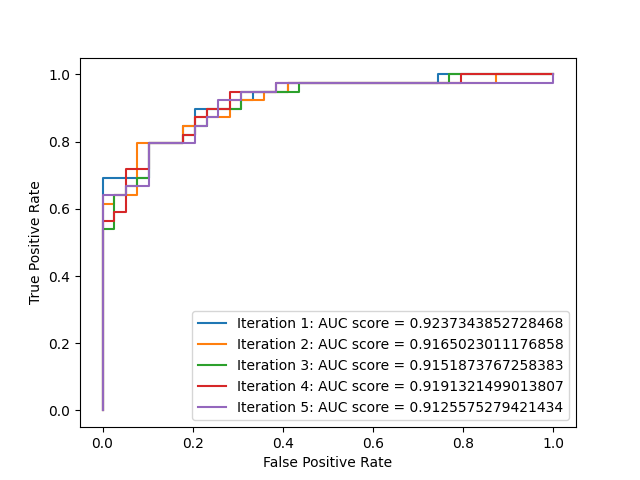 1.0
0.8
0.6
0.4
0.2
0.0
True Positive Rate
Iteration 1: AUC score = 0.9237343852728468
Iteration 2: AUC score = 0.9165023011176858
Iteration 3: AUC score = 0.9151873767258383
Iteration 4: AUC score = 0.9191321499013807
Iteration 5: AUC score = 0.9125575279421434
0.0 0.2 0.4 0.6 0.8 1.0
False Positive Rate